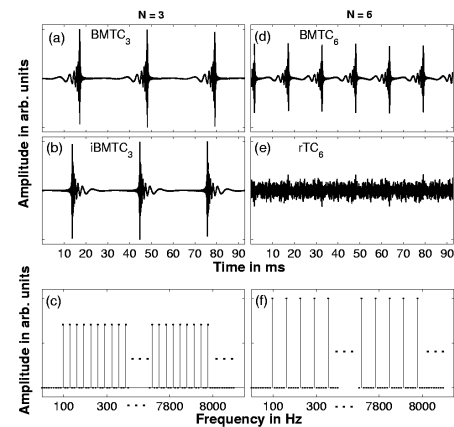 N = 3
N = 6
Amplitude in arb. units
(a) BMTC3
(d) BMTC6
(b) iBMTC3
(e) rTC6
10 20 30 40 50 60 70 80 90
10 20 30 40 50 60 70 80 90
Time in ms
Amplitude in arb. units
(c)
(f)
. . .
. . .
. . .
. . .
100 300 . . . 7800 8000
100 300 . . . 7800 8000
Frequency in Hz